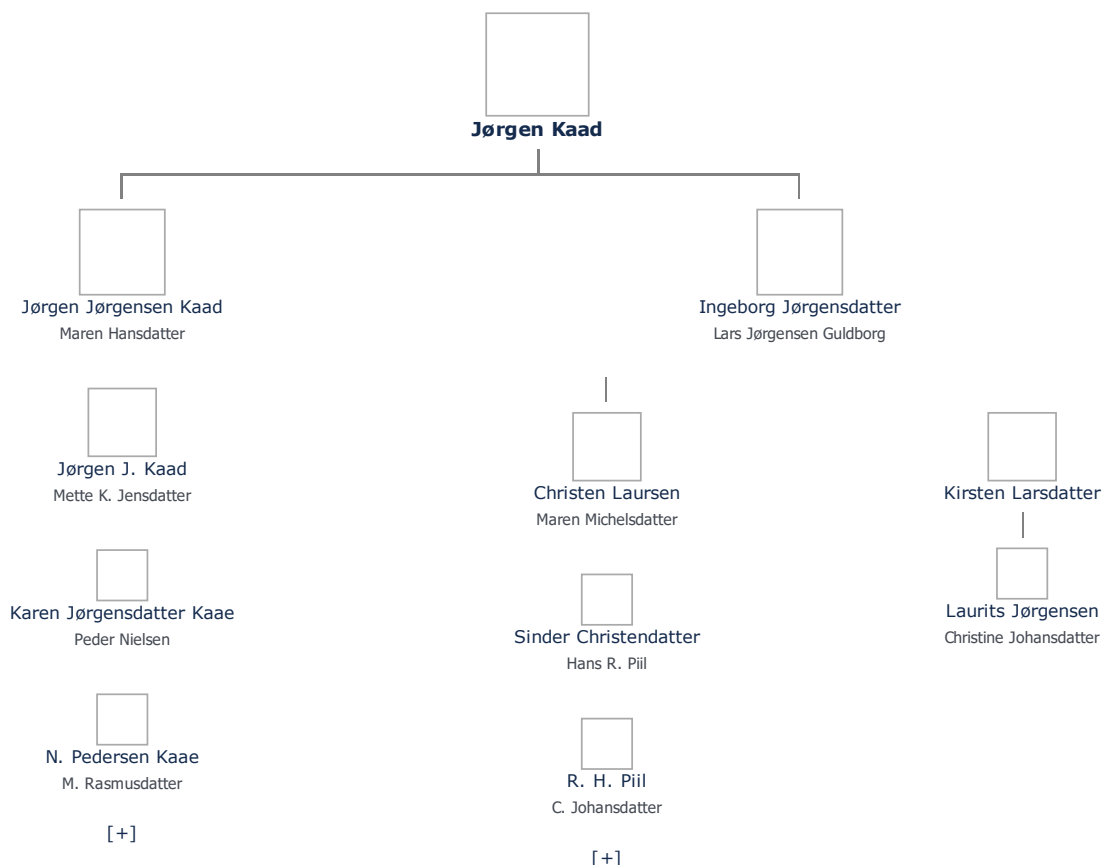 Jørgen Kaad
Jørgen Jørgensen Kaad
Maren Hansdatter
Ingeborg Jørgensdatter
Lars Jørgensen Guldborg
Jørgen J. Kaad
Mette K. Jensdatter
Christen Laursen
Maren Michelsdatter
Kirsten Larsdatter
Karen Jørgensdatter Kaae
Peder Nielsen
Sinder Christendatter
Hans R. Piil
Laurits Jørgensen
Christine Johansdatter
N. Pedersen Kaae
M. Rasmusdatter
R. H. Piil
C. Johansdatter
[+]
[+]